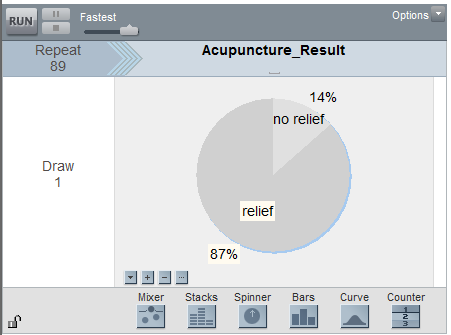 RUN
Fastest
Options
Repeat
89
Acupuncture_Result
Draw
1
14%
no relief
relief
87%
Mixer
Stacks
Spinner
Bars
Curve
Counter
1
2
3